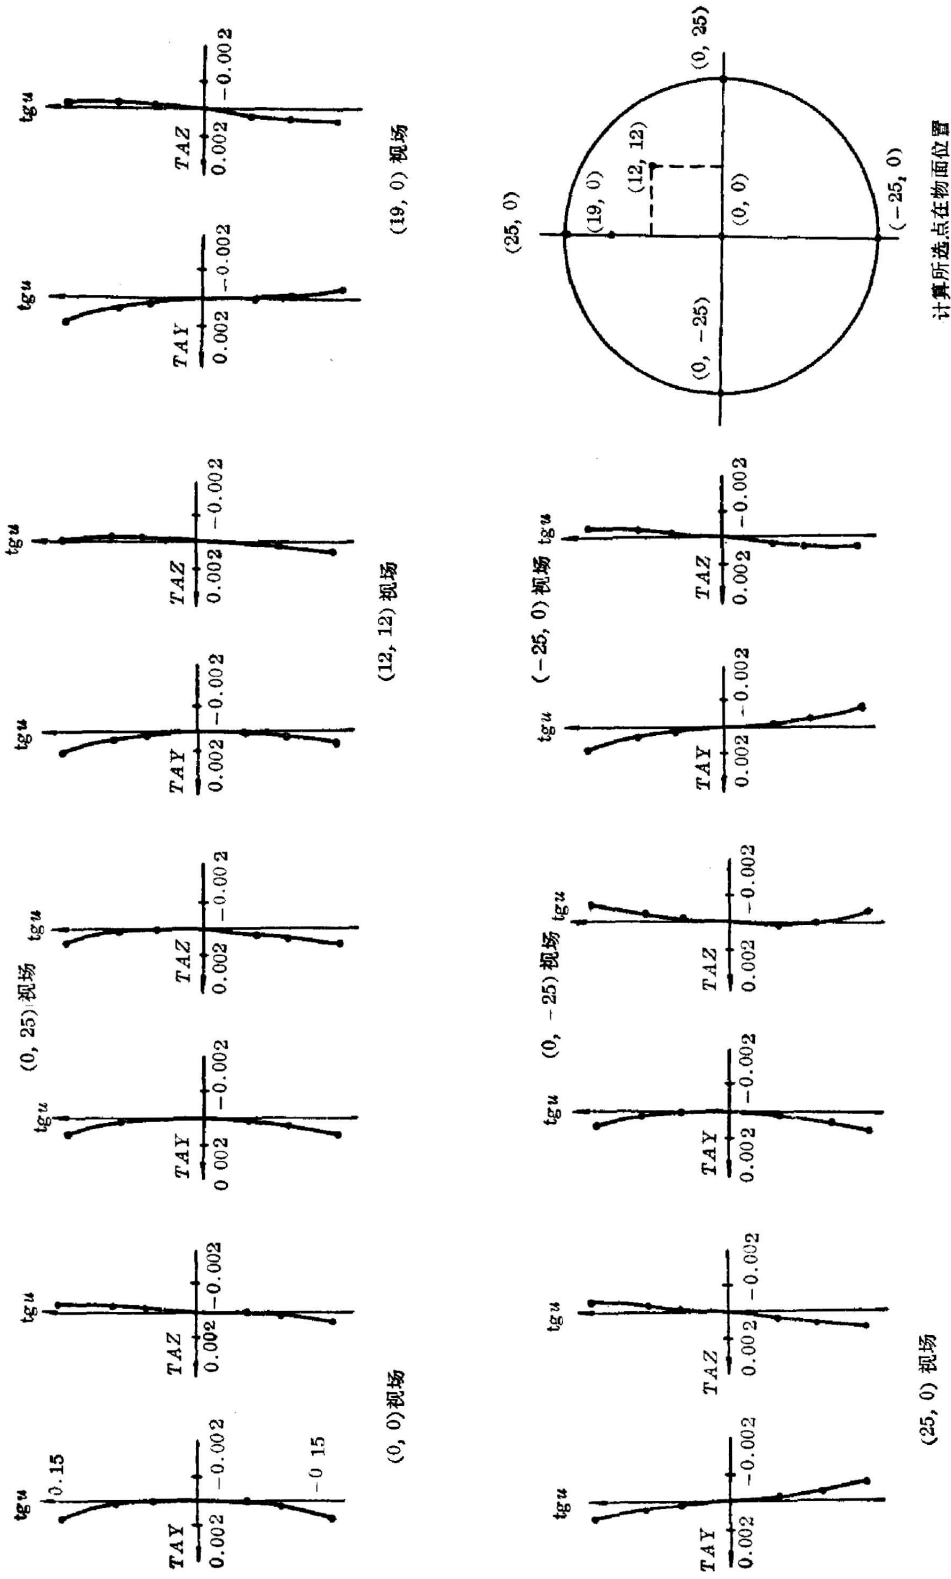 tgu
0.15
TAY
0.002
-0.002
-0 15
tgu
TAZ
0.002
-0.002
(0, 0)视场
tgu
TAY
0 002
-0.002
tgu
TAZ
0.002
-0.002
(0, 25)视场
tgu
TAY
0.002
-0.002
tgu
TAZ
0.002
-0.002
(12, 12)视场
tgu
TAY
0.002
-0.002
tgu
TAZ
0.002
-0.002
(19, 0)视场
tgu
TAY
0.002
-0.002
tgu
TAZ
0.002
-0.002
(25, 0)视场
tgu
TAY
0.002
-0.002
tgu
TAZ
0.002
-0.002
(0, -25)视场
tgu
TAY
0.002
-0.002
tgu
TAZ
0.002
-0.002
(-25, 0)视场
(25, 0)
(19, 0)
(12, 12)
(0, -25)
(0, 0)
(0, 25)
(-25, 0)
计算所选点在物面位置